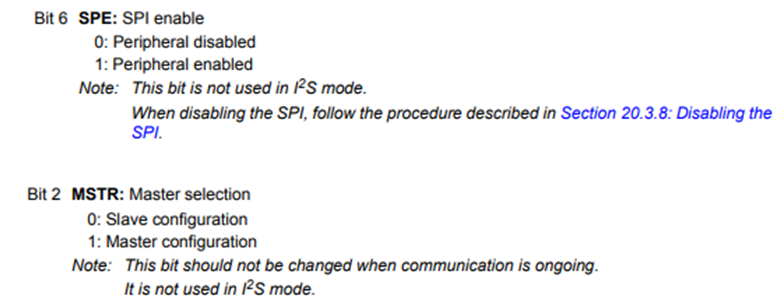 Bit 6 SPE: SPI enable
0: Peripheral disabled
1: Peripheral enabled
Note: This bit is not used in I²S mode.
When disabling the SPI, follow the procedure described in Section 20.3.8: Disabling the
SPI.
Bit 2 MSTR: Master selection
0: Slave configuration
1: Master configuration
Note: This bit should not be changed when communication is ongoing.
It is not used in I²S mode.